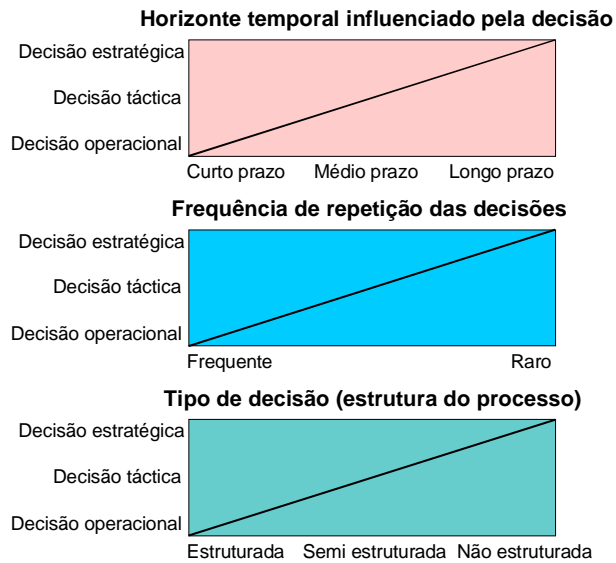 Horizonte temporal influenciado pela decisão
Decisão estratégica
Decisão táctica
Decisão operacional
Curto prazo Médio prazo Longo prazo
Frequência de repetição das decisões
Decisão estratégica
Decisão táctica
Decisão operacional
Frequente Raro
Tipo de decisão (estrutura do processo)
Decisão estratégica
Decisão táctica
Decisão operacional
Estruturada Semi estruturada Não estruturada